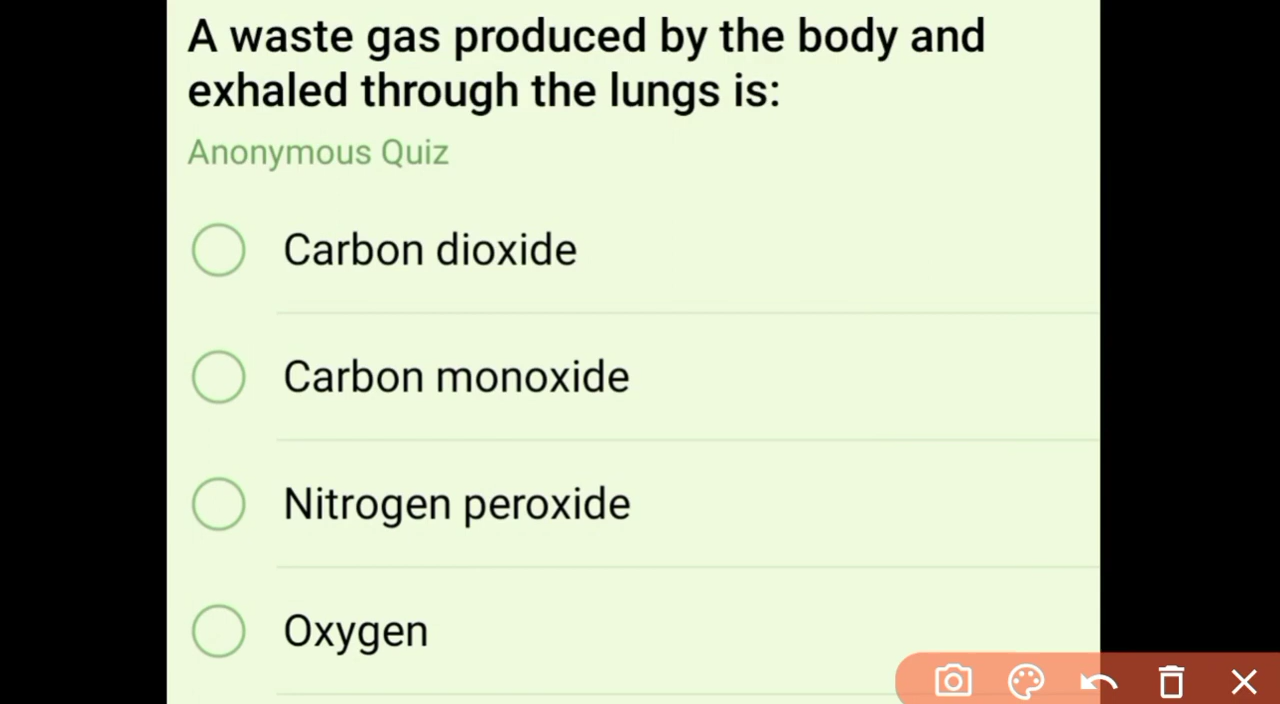 A waste gas produced by the body and
exhaled through the lungs is:
Anonymous Quiz
Carbon dioxide
Carbon monoxide
Nitrogen peroxide
Oxygen